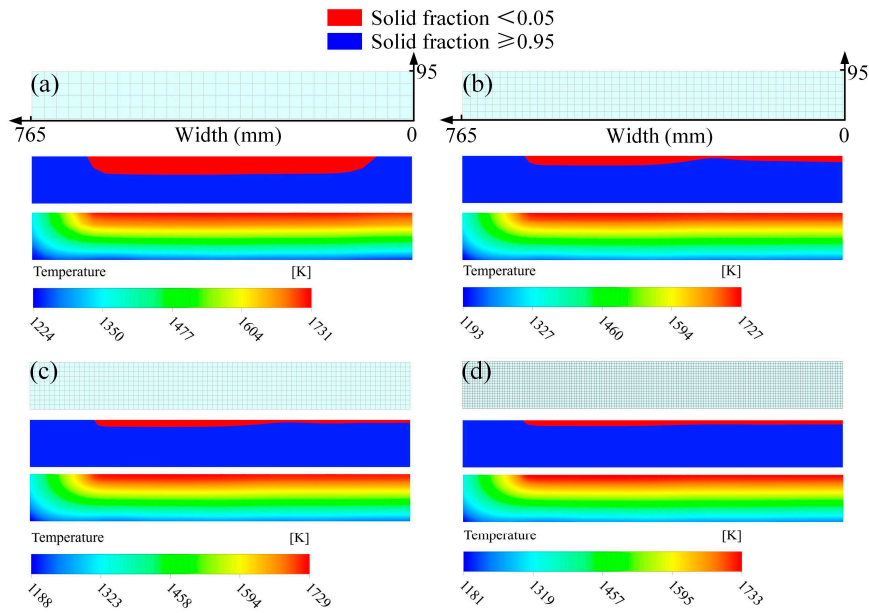 Solid fraction <0.05
Solid fraction ≥0.95
(a)
95
765
Width (mm)
0
Temperature
[K]
1224
1350
1477
1604
1731
(b)
95
765
Width (mm)
0
Temperature
[K]
1193
1327
1460
1594
1727
(c)
Temperature
[K]
1188
1323
1458
1594
1729
(d)
Temperature
[K]
1181
1319
1457
1595
1733